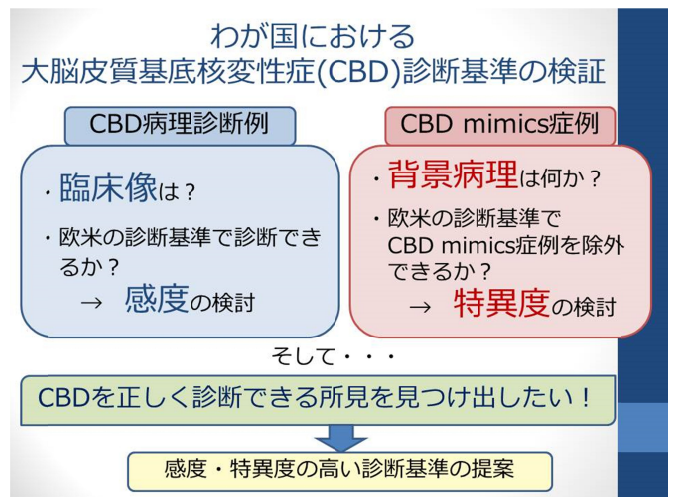 わが国における
大脳皮質基底核変性症(CBD)診断基準の検証
CBD病理診断例
・臨床像は？
・欧米の診断基準で診断でき
るか？
→ 感度の検討
CBD mimics症例
・背景病理は何か？
・欧米の診断基準で
CBD mimics症例を除外
できるか？
→ 特異度の検討
そして・・・
CBDを正しく診断できる所見を見つけ出したい！
感度・特異度の高い診断基準の提案